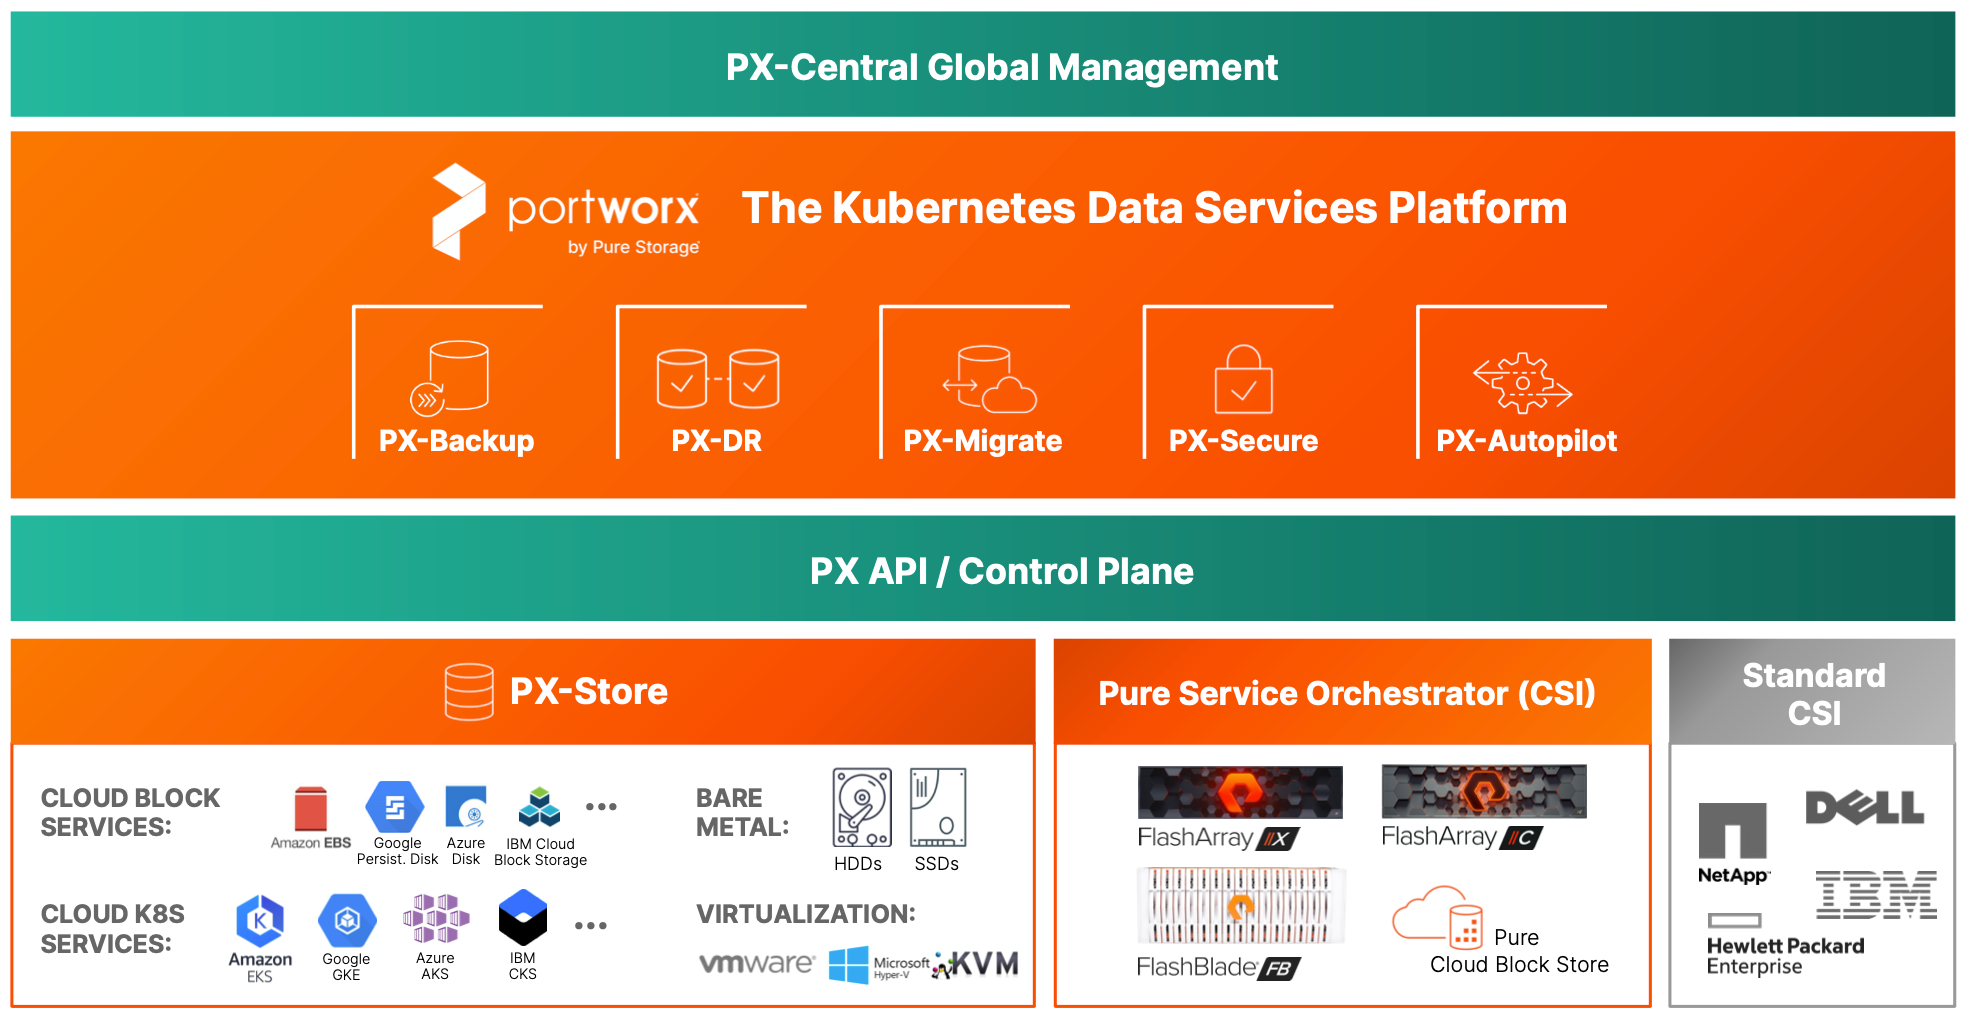 PX-Central Global Management
portworx
by Pure Storage
The Kubernetes Data Services Platform
PX-Backup
PX-DR
PX-Migrate
PX-Secure
PX-Autopilot
PX API / Control Plane
PX-Store
CLOUD BLOCK
SERVICES:
Amazon EBS
Google
Persist. Disk
Azure
Disk
IBM Cloud
Block Storage
...
BARE
METAL:
HDDs
SSDs
CLOUD K8S
SERVICES:
Amazon
EKS
Google
GKE
Azure
AKS
IBM
CKS
...
VIRTUALIZATION:
vmware
Microsoft
Hyper-V
KVM
Pure Service Orchestrator (CSI)
FlashArray //X
FlashArray //C
FlashBlade FB
Pure
Cloud Block Store
Standard
CSI
NetApp
DELL
IBM
Hewlett Packard
Enterprise